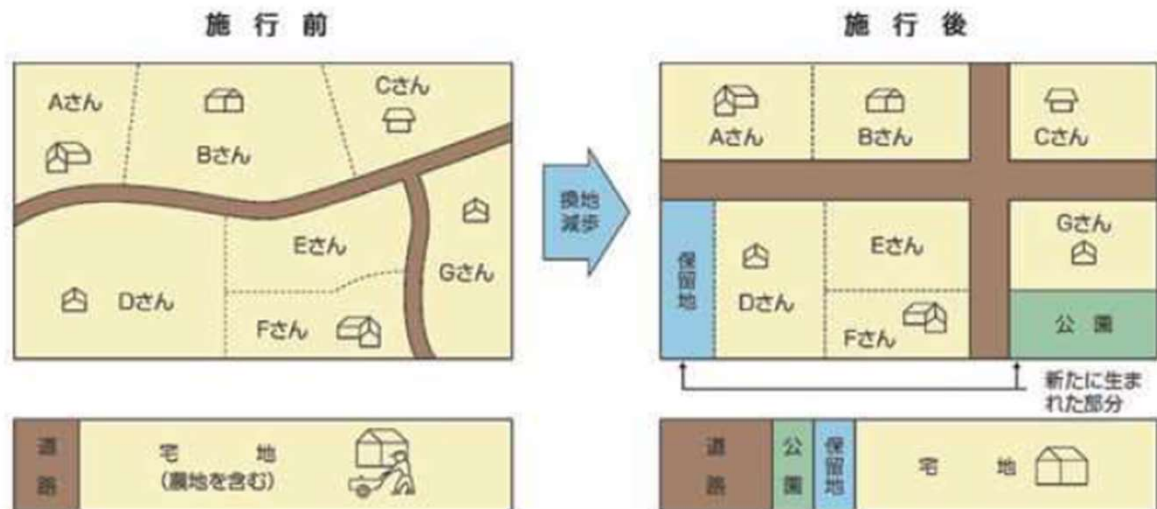 施行前
施行後
Aさん
Bさん
Cさん
Dさん
Eさん
Fさん
Gさん
換地
減歩
Aさん
Bさん
Cさん
保留地
Dさん
Eさん
Fさん
Gさん
公園
新たに生ま
れた部分
道路
宅地
(農地を含む)
道路
公園
保留地
宅地